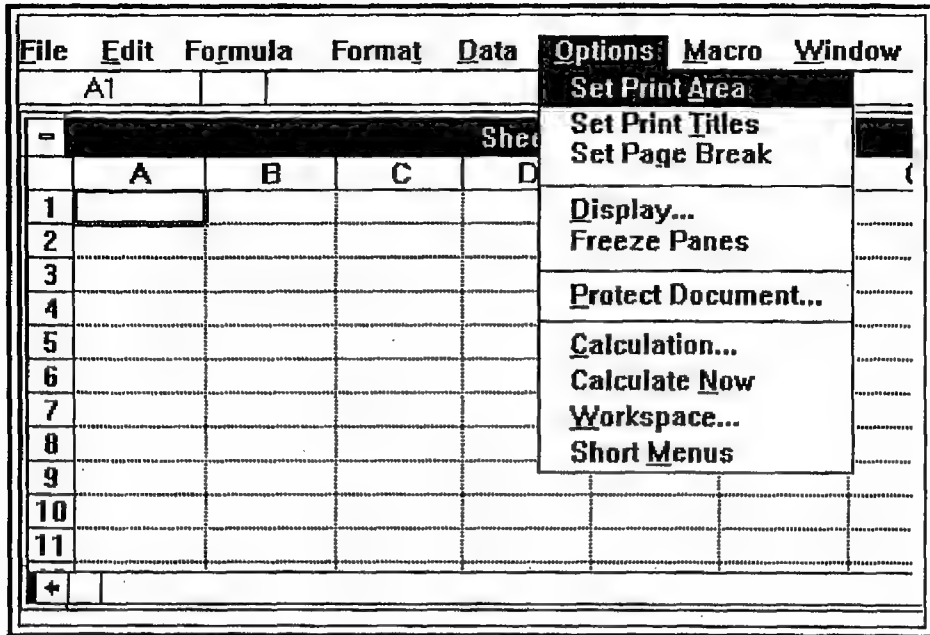 File Edit Formula Format Data Options Macro Window
A1
Set Print Area
Set Print Titles
Set Page Break
Display...
Freeze Panes
Protect Document...
Calculation...
Calculate Now
Workspace...
Short Menus
A B C D
1
2
3
4
5
6
7
8
9
10
11